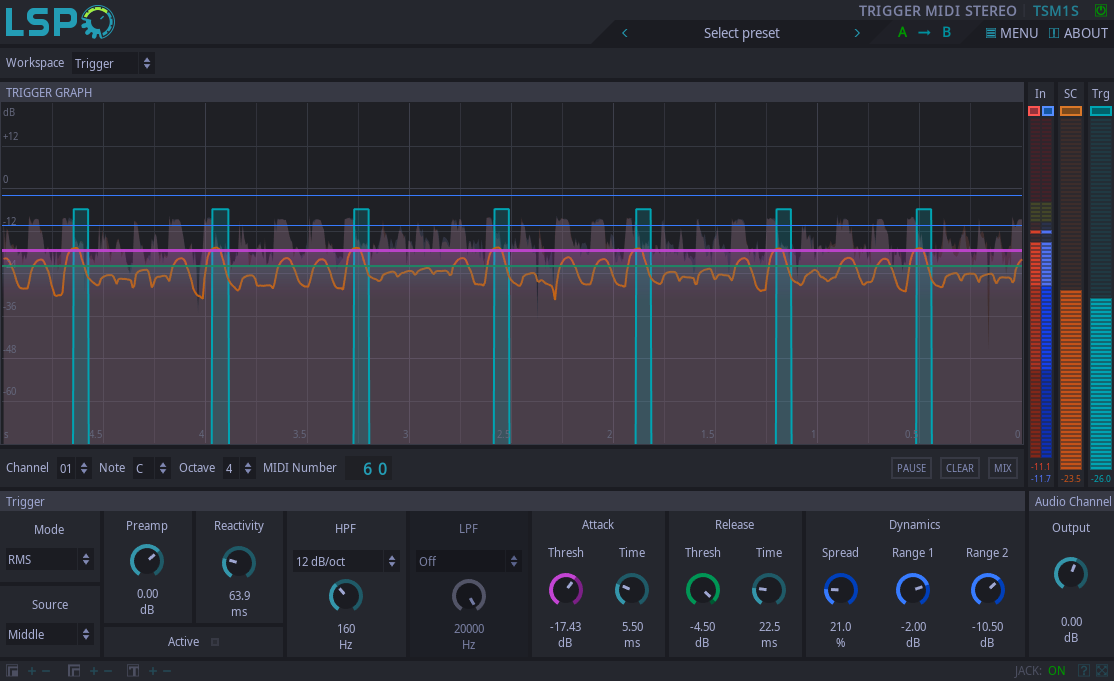 LSP
TRIGGER MIDI STEREO TSM1S
Select preset
A → B
MENU
ABOUT
Workspace Trigger
TRIGGER GRAPH
In SC Trg
dB
+12
0
-12
-36
-48
-60
s 4.5 4 3.5 3 2.5 2 1.5 1 0.5 0
-11.1
-11.7 -23.5 -26.0
Channel 01 Note C Octave 4 MIDI Number 60
PAUSE CLEAR MIX
Trigger
Audio Channel
Mode
RMS
Source
Middle
Preamp
0.00
dB
Reactivity
63.9
ms
Active
HPF
12 dB/oct
160
Hz
LPF
Off
20000
Hz
Attack
Thresh Time
-17.43 5.50
dB ms
Release
Thresh Time
-4.50 22.5
dB ms
Dynamics
Spread Range 1 Range 2
21.0 -2.00 -10.50
% dB dB
Output
0.00
dB
+ − + − T + −
JACK: ON ?